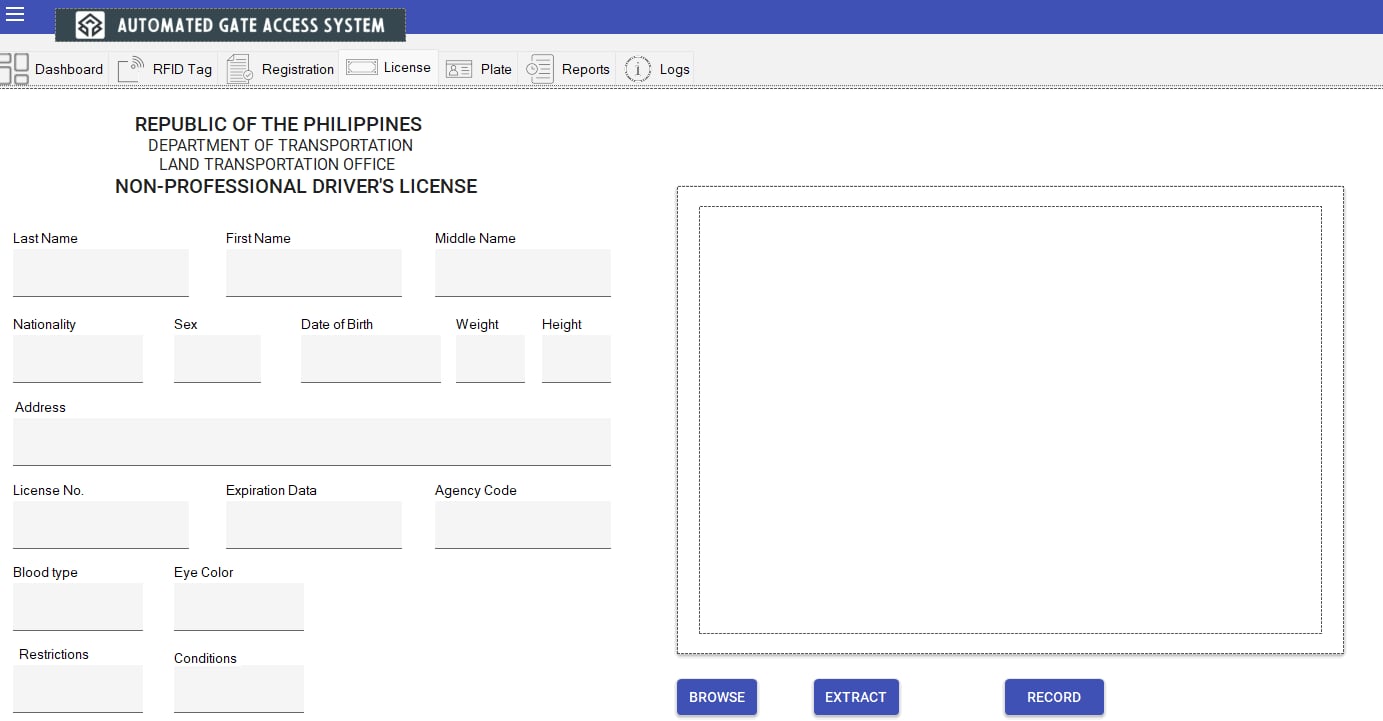 AUTOMATED GATE ACCESS SYSTEM
Dashboard RFID Tag Registration License Plate Reports Logs
REPUBLIC OF THE PHILIPPINES
DEPARTMENT OF TRANSPORTATION
LAND TRANSPORTATION OFFICE
NON-PROFESSIONAL DRIVER'S LICENSE
Last Name First Name Middle Name
Nationality Sex Date of Birth Weight Height
Address
License No. Expiration Data Agency Code
Blood type Eye Color
Restrictions Conditions
BROWSE EXTRACT RECORD